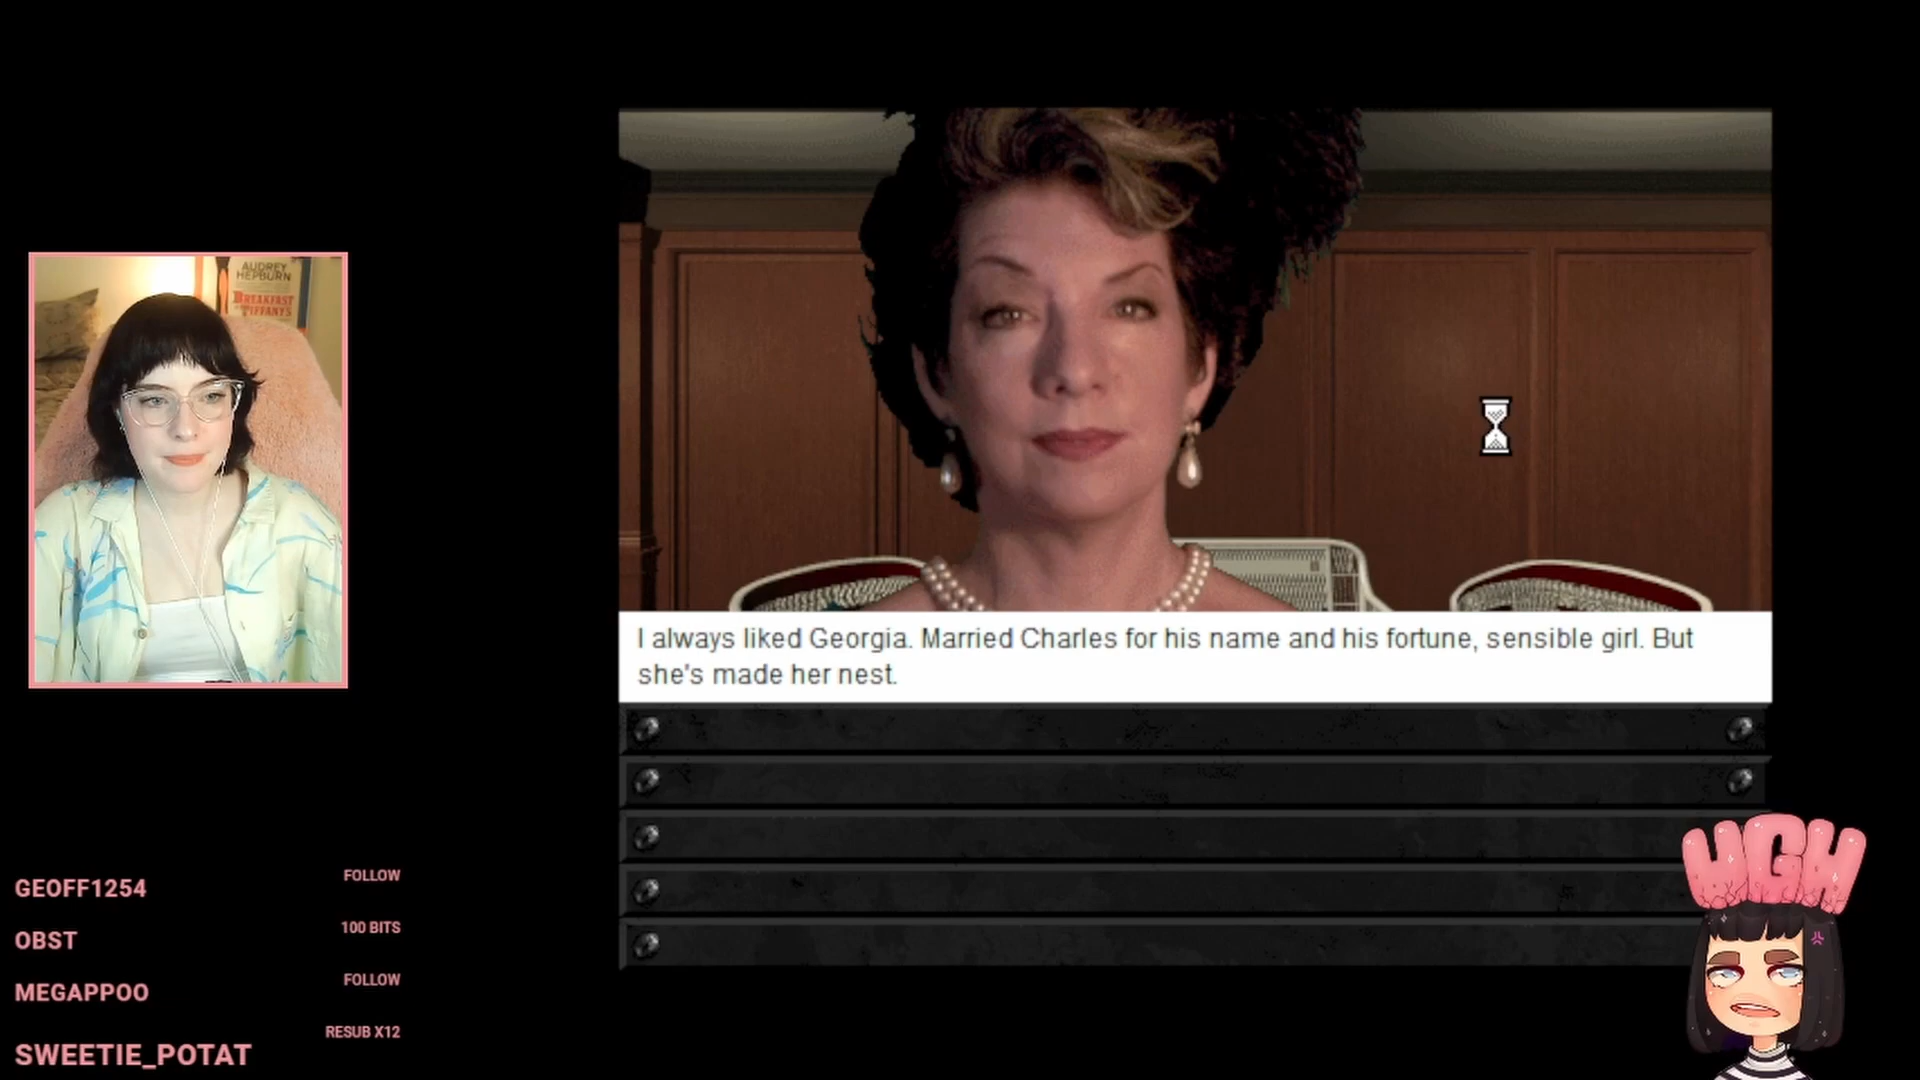 AUDREY
HEPBURN
BREAKFAST
TIFFANY'S
I always liked Georgia. Married Charles for his name and his fortune, sensible girl. But
she's made her nest.
GEOFF1254 FOLLOW
OBST 100 BITS
MEGAPPOO FOLLOW
SWEETIE_POTAT RESUB X12
UGH